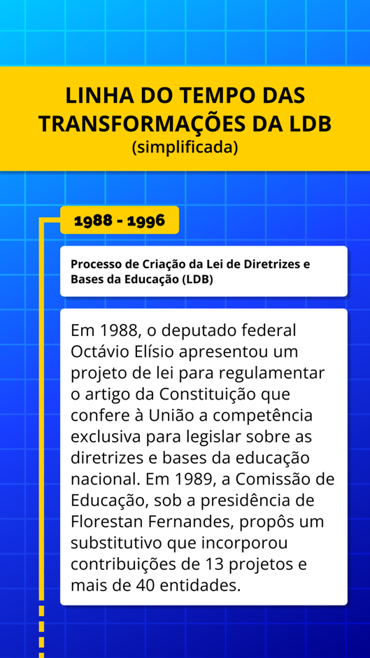 LINHA DO TEMPO DAS
TRANSFORMAÇÕES DA LDB
(simplificada)
1988 - 1996
Processo de Criação da Lei de Diretrizes e
Bases da Educação (LDB)
Em 1988, o deputado federal
Octávio Elísio apresentou um
projeto de lei para regulamentar
o artigo da Constituição que
confere à União a competência
exclusiva para legislar sobre as
diretrizes e bases da educação
nacional. Em 1989, a Comissão de
Educação, sob a presidência de
Florestan Fernandes, propôs um
substitutivo que incorporou
contribuições de 13 projetos e
mais de 40 entidades.